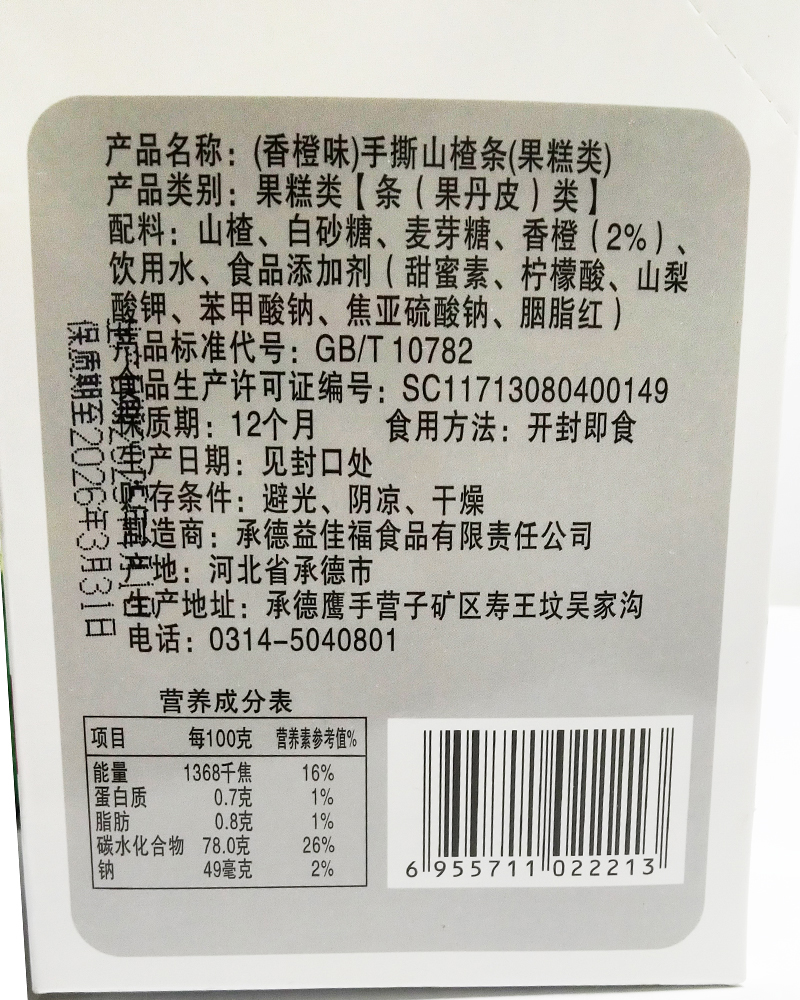 产品名称：(香橙味)手撕山楂条(果糕类)
产品类别：果糕类【条（果丹皮）类】
配料：山楂、白砂糖、麦芽糖、香橙（2%）、
饮用水、食品添加剂（甜蜜素、柠檬酸、山梨
酸钾、苯甲酸钠、焦亚硫酸钠、胭脂红）
产品标准代号：GB/T 10782
食品生产许可证编号：SC11713080400149
保质期：12个月 食用方法：开封即食
生产日期：见封口处
贮存条件：避光、阴凉、干燥
制造商：承德益佳福食品有限责任公司
产地：河北省承德市
生产地址：承德鹰手营子矿区寿王坟吴家沟
电话：0314-5040801
保质期至2026年3月31日
营养成分表
项目 每100克 营养素参考值%
能量 1368千焦 16%
蛋白质 0.7克 1%
脂肪 0.8克 1%
碳水化合物 78.0克 26%
钠 49毫克 2%
6 955711 022213